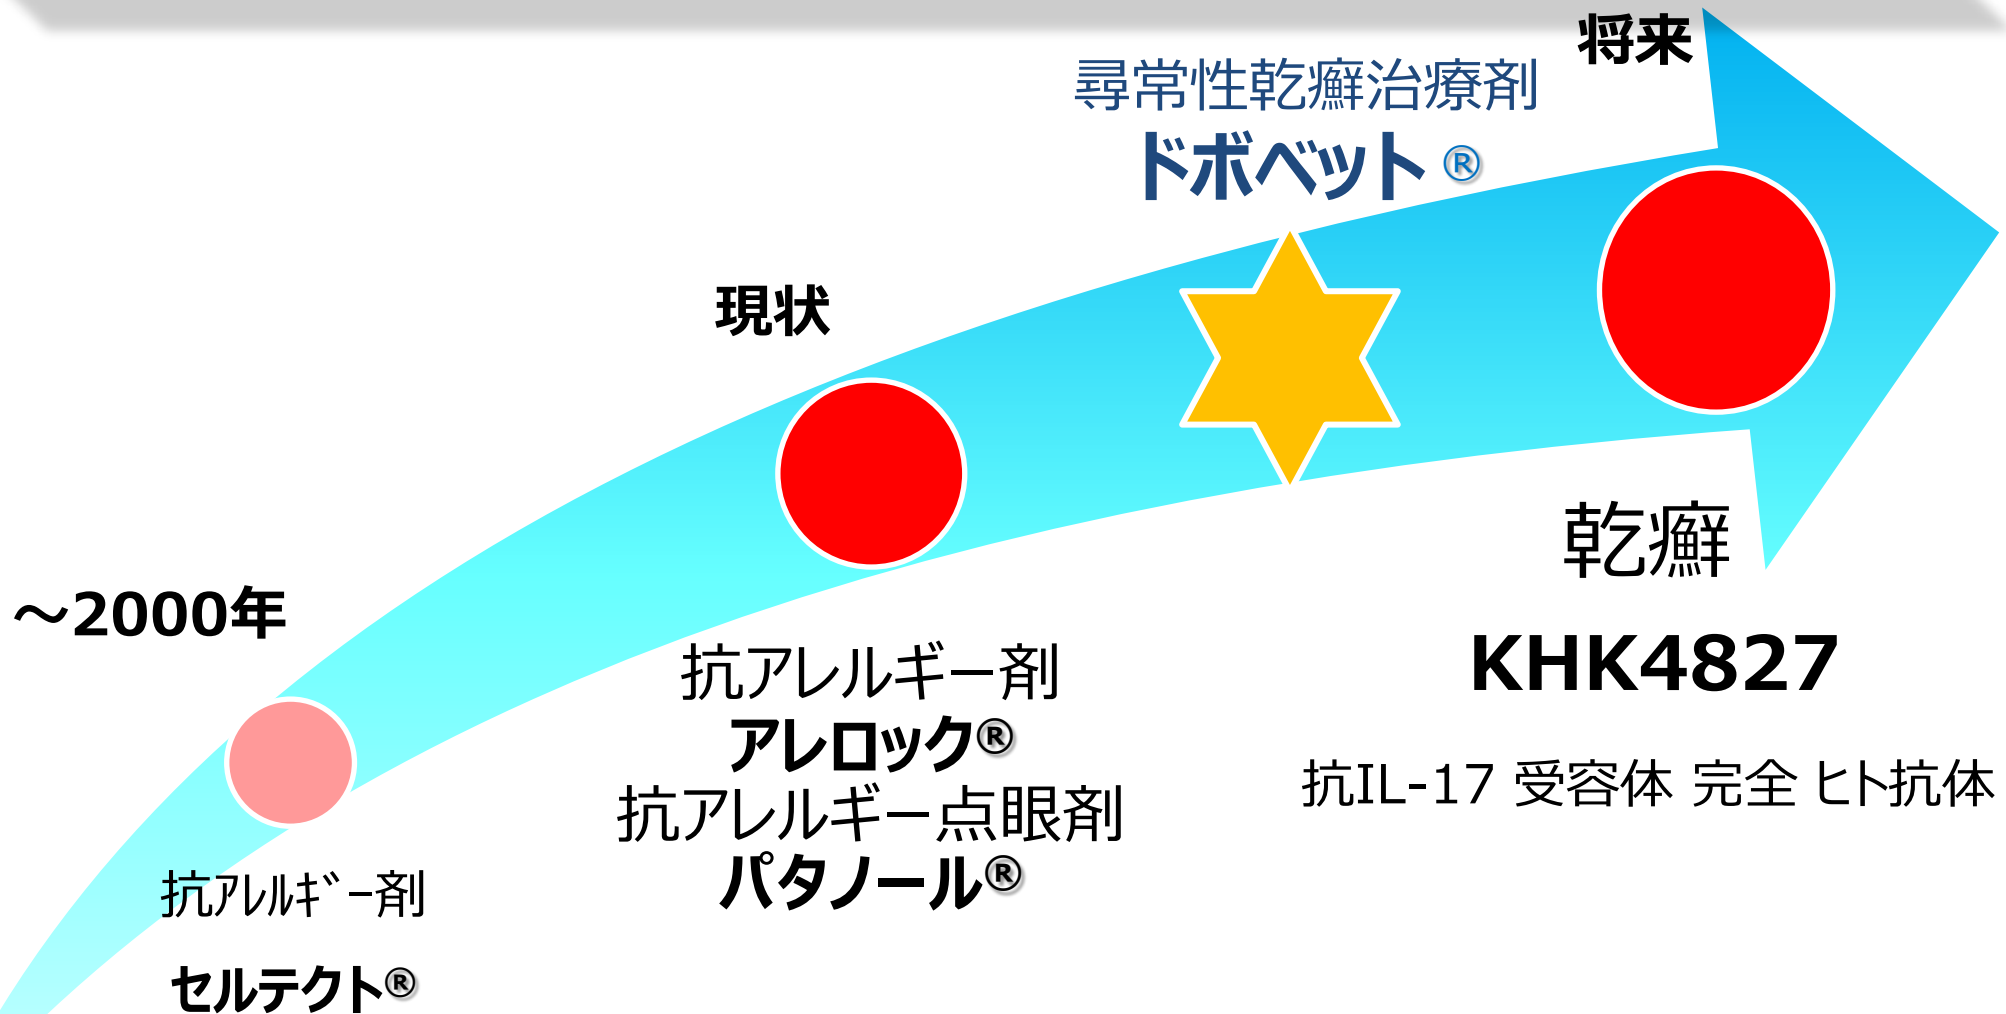 ～2000年
抗ｱﾚﾙｷﾞｰ剤
セルテクト®
現状
抗アレルギー剤
アレロック®
抗アレルギー点眼剤
パタノール®
尋常性乾癬治療剤
ドボベット®
将来
乾癬
KHK4827
抗IL-17 受容体 完全 ヒト抗体